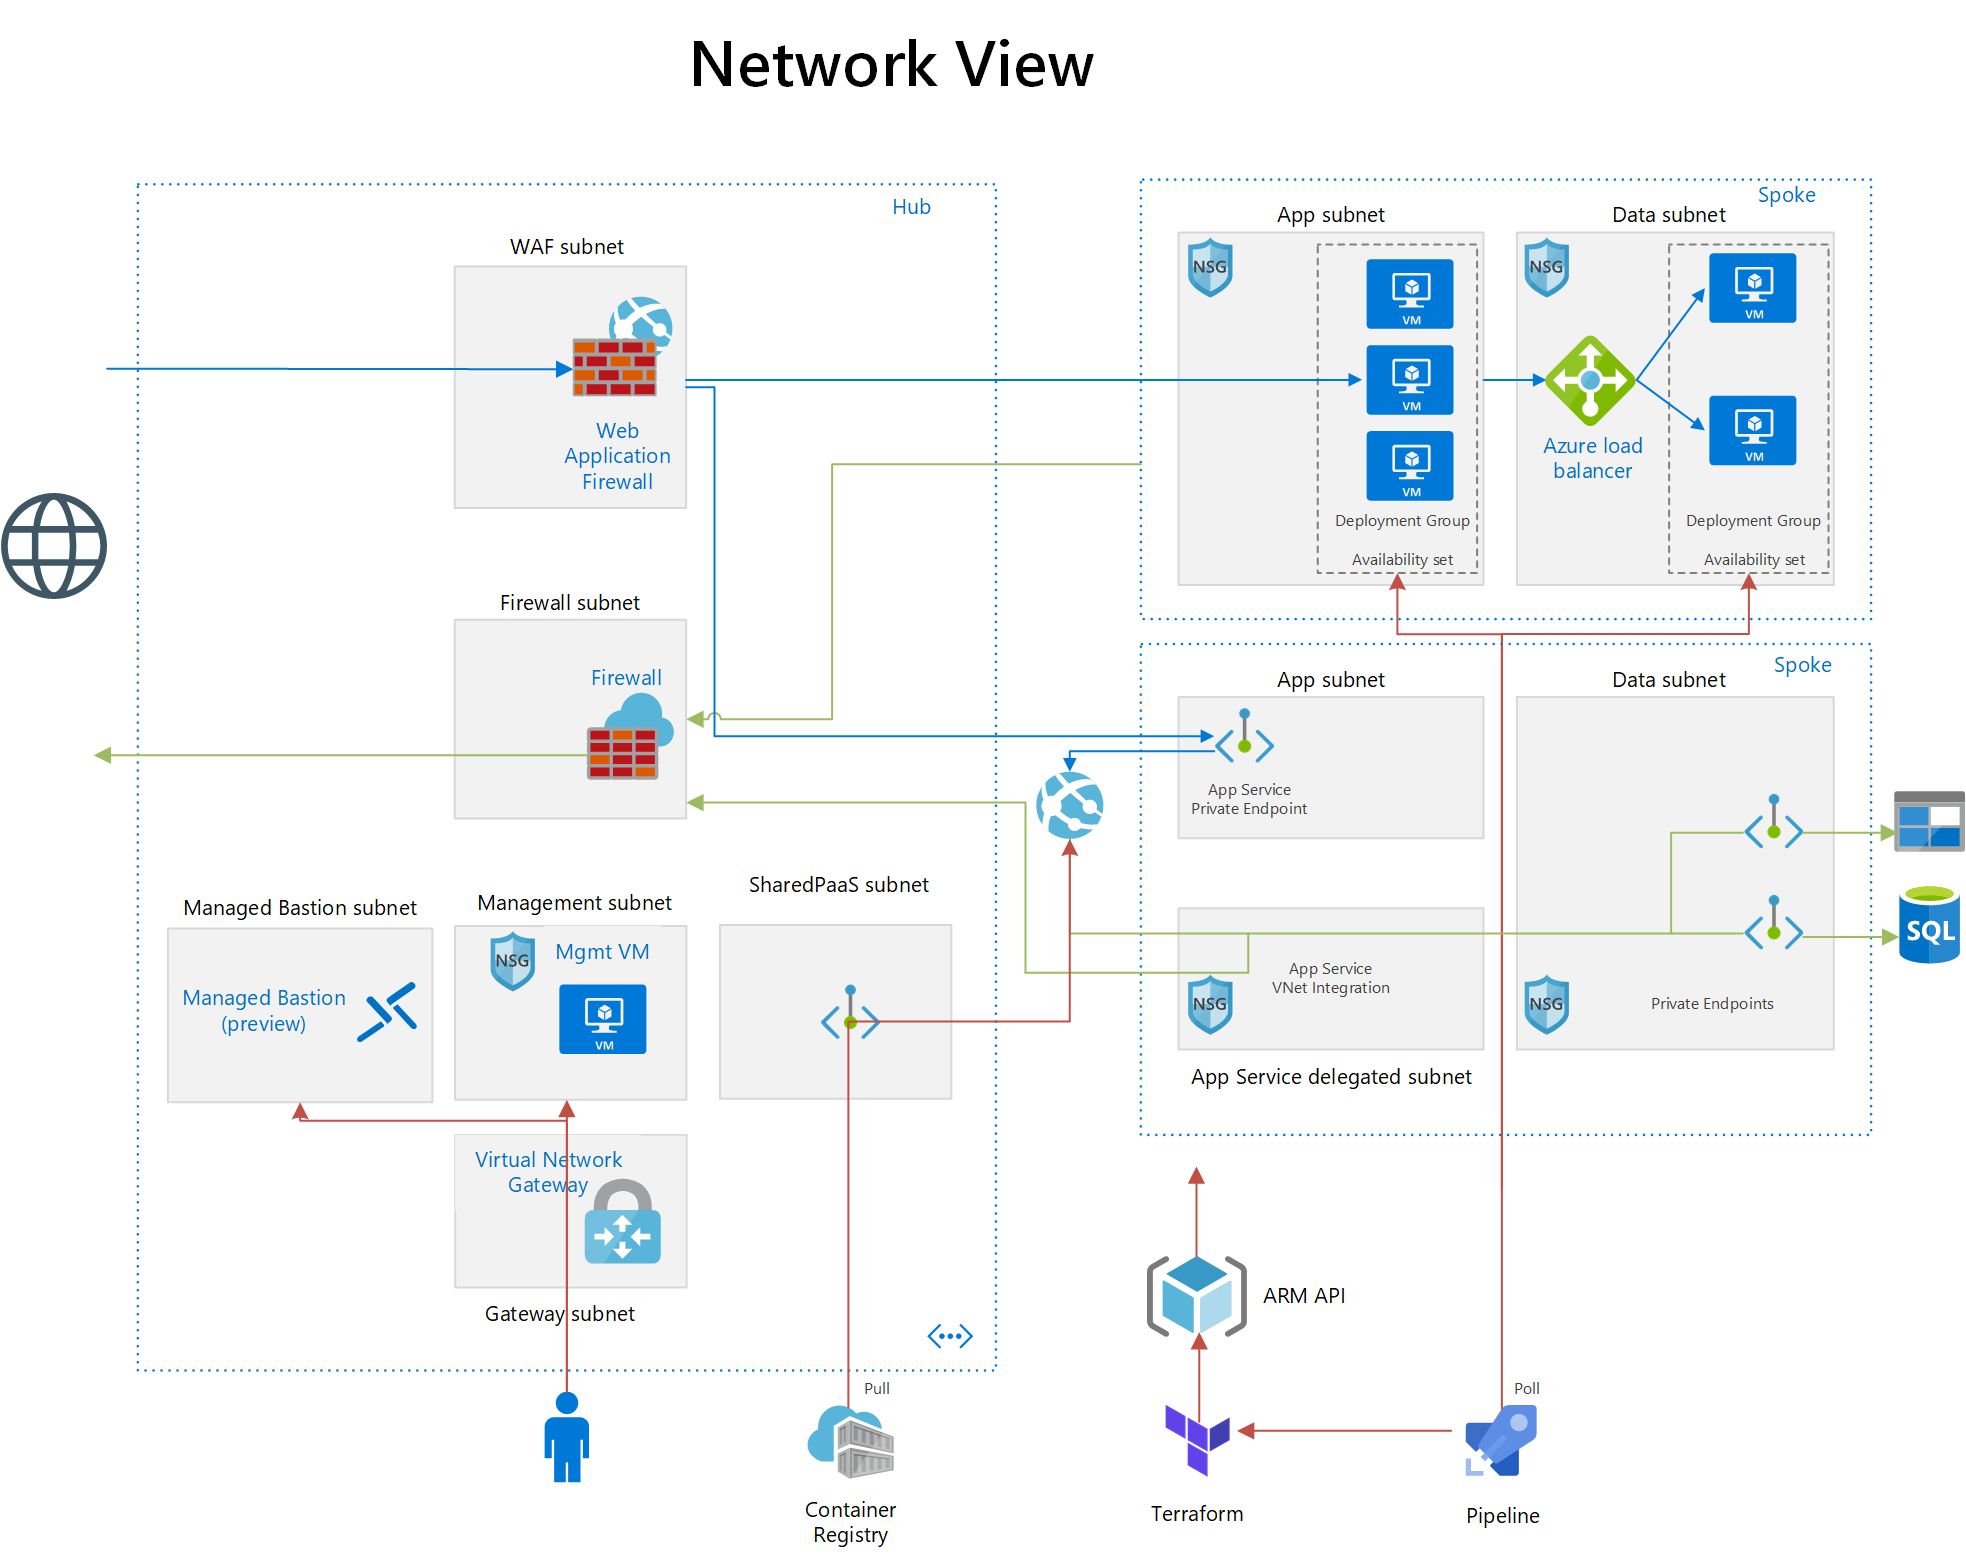 Network View
Hub
Spoke
WAF subnet
App subnet
Data subnet
NSG
NSG
VM
VM
VM
VM
VM
Web
Application
Firewall
Azure load
balancer
Deployment Group
Availability set
Deployment Group
Availability set
Firewall subnet
Firewall
Spoke
App subnet
Data subnet
App Service
Private Endpoint
SQL
App Service
VNet Integration
NSG
NSG
Private Endpoints
App Service delegated subnet
Managed Bastion subnet
Management subnet
SharedPaaS subnet
Managed Bastion
(preview)
NSG
Mgmt VM
VM
Virtual Network
Gateway
Gateway subnet
ARM API
Pull
Poll
Container
Registry
Terraform
Pipeline